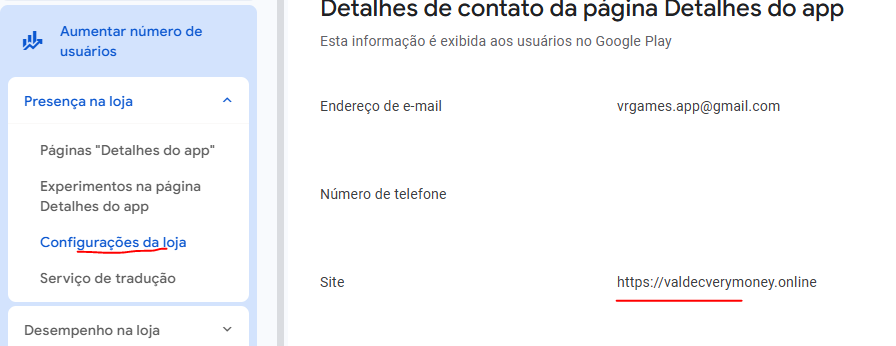 Aumentar número de
usuários
Presença na loja
Páginas "Detalhes do app"
Experimentos na página
Detalhes do app
Configurações da loja
Serviço de tradução
Desempenho na loja
Detalhes de contato da página Detalhes do app
Esta informação é exibida aos usuários no Google Play
Endereço de e-mail
vrgames.app@gmail.com
Número de telefone
Site
https://valdecverymoney.online